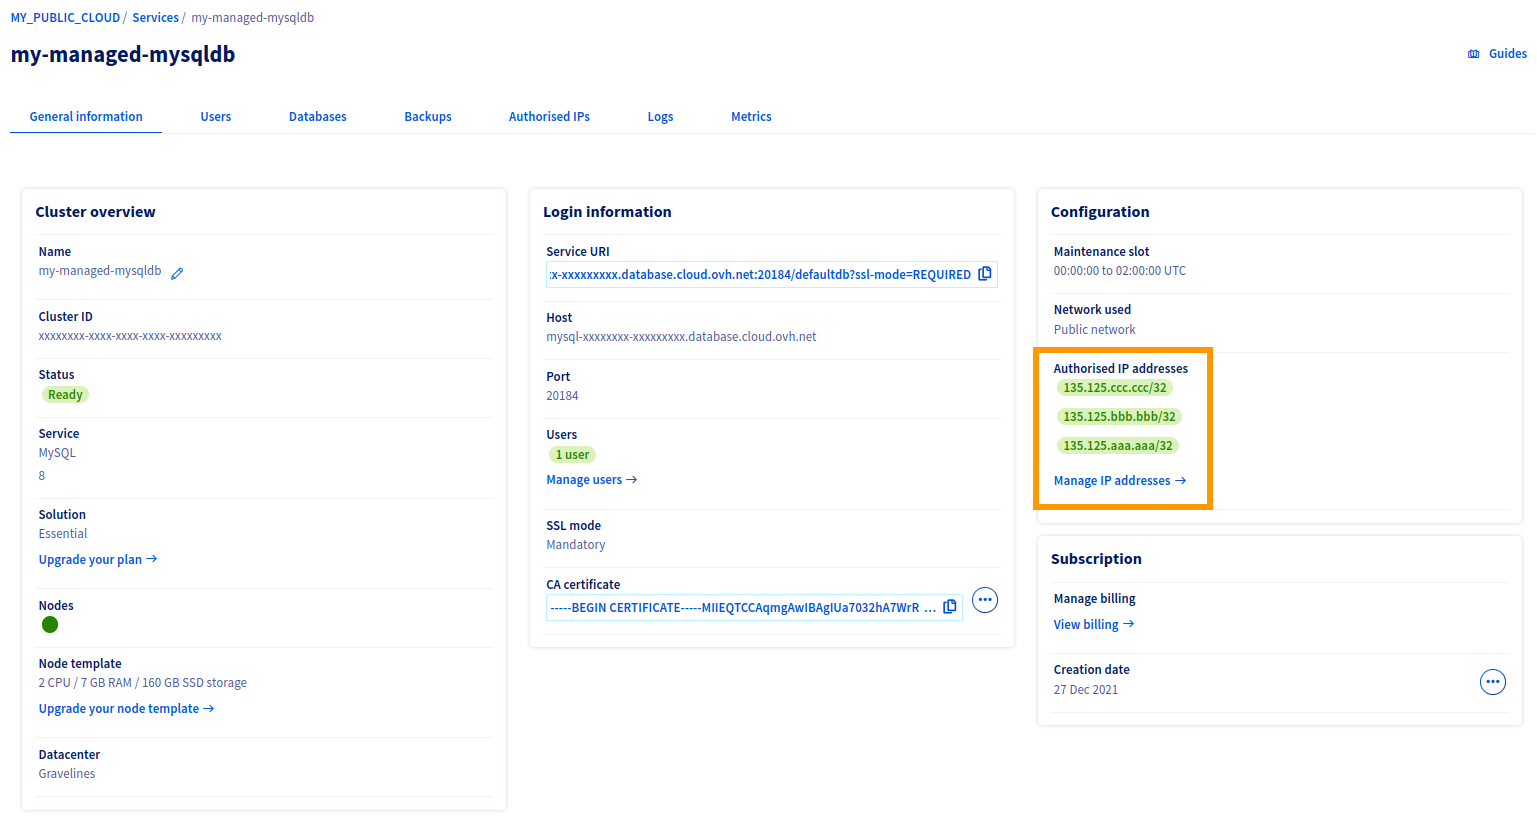 MY_PUBLIC_CLOUD / Services / my-managed-mysqldb
my-managed-mysqldb
Guides
General information Users Databases Backups Authorised IPs Logs Metrics
Cluster overview
Name
my-managed-mysqldb
Cluster ID
xxxxxxxx-xxxx-xxxx-xxxx-xxxxxxxxx
Status
Ready
Service
MySQL
8
Solution
Essential
Upgrade your plan →
Nodes
Node template
2 CPU / 7 GB RAM / 160 GB SSD storage
Upgrade your node template →
Datacenter
Gravelines
Login information
Service URI
:x-xxxxxxxxx.database.cloud.ovh.net:20184/defaultdb?ssl-mode=REQUIRED
Host
mysql-xxxxxxxx-xxxxxxxxx.database.cloud.ovh.net
Port
20184
Users
1 user
Manage users →
SSL mode
Mandatory
CA certificate
-----BEGIN CERTIFICATE-----MIIEQTCCAqmgAwIBAgIUa7032hA7WrR ...
Configuration
Maintenance slot
00:00:00 to 02:00:00 UTC
Network used
Public network
Authorised IP addresses
135.125.ccc.ccc/32
135.125.bbb.bbb/32
135.125.aaa.aaa/32
Manage IP addresses →
Subscription
Manage billing
View billing →
Creation date
27 Dec 2021